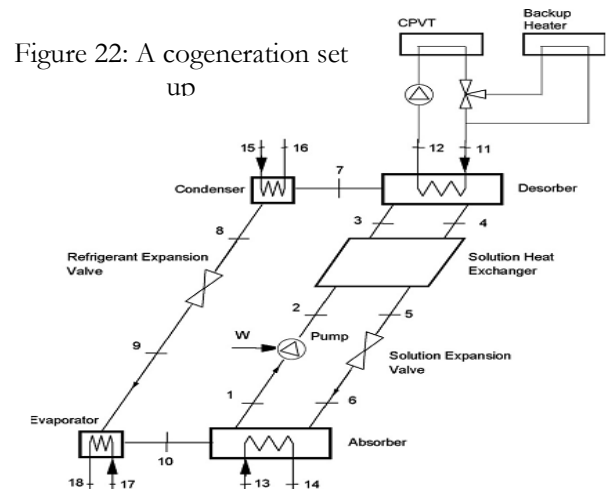 CPVT
Backup
Heater
Figure 22: A cogeneration set
up
15
16
12
11
7
Condenser
Desorber
8
3
4
Refrigerant Expansion
Valve
Solution Heat
Exchanger
2
5
9
W
Pump
Solution Expansion
Valve
1
6
Evaporator
Absorber
10
18
17
13
14